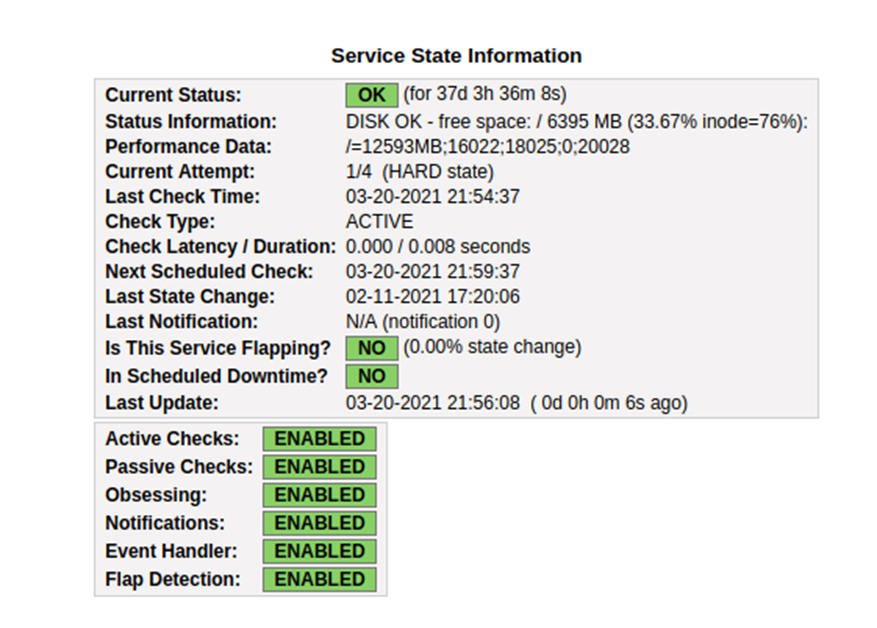 Service State Information
Current Status: OK (for 37d 3h 36m 8s)
Status Information: DISK OK - free space: / 6395 MB (33.67% inode=76%):
Performance Data: /=12593MB;16022;18025;0;20028
Current Attempt: 1/4 (HARD state)
Last Check Time: 03-20-2021 21:54:37
Check Type: ACTIVE
Check Latency / Duration: 0.000 / 0.008 seconds
Next Scheduled Check: 03-20-2021 21:59:37
Last State Change: 02-11-2021 17:20:06
Last Notification: N/A (notification 0)
Is This Service Flapping? NO (0.00% state change)
In Scheduled Downtime? NO
Last Update: 03-20-2021 21:56:08 ( 0d 0h 0m 6s ago)
Active Checks: ENABLED
Passive Checks: ENABLED
Obsessing: ENABLED
Notifications: ENABLED
Event Handler: ENABLED
Flap Detection: ENABLED